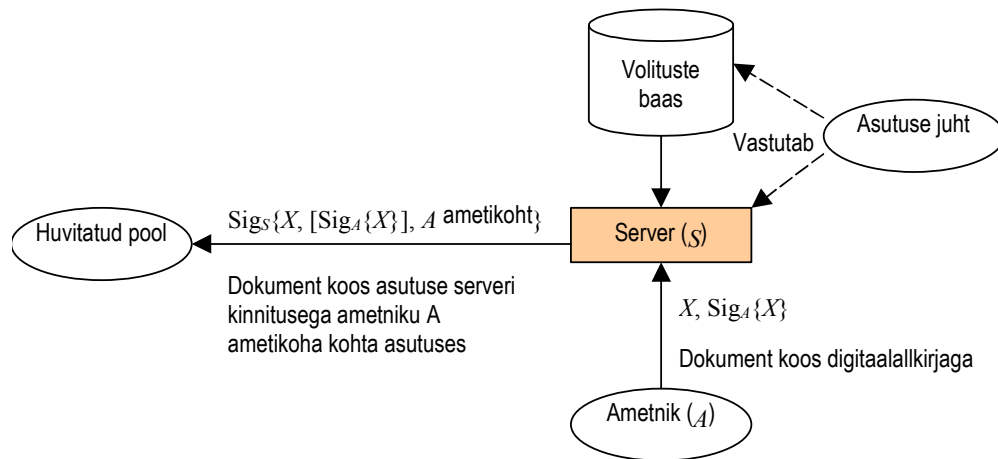 Volituste
baas
Asutuse juht
Vastutab
Sig_S{X, [Sig_A{X}], A ametikoht}
Huvitatud pool
Server (S)
Dokument koos asutuse serveri
kinnitusega ametniku A
ametikoha kohta asutuses
X, Sig_A{X}
Dokument koos digitaalallkirjaga
Ametnik (A)